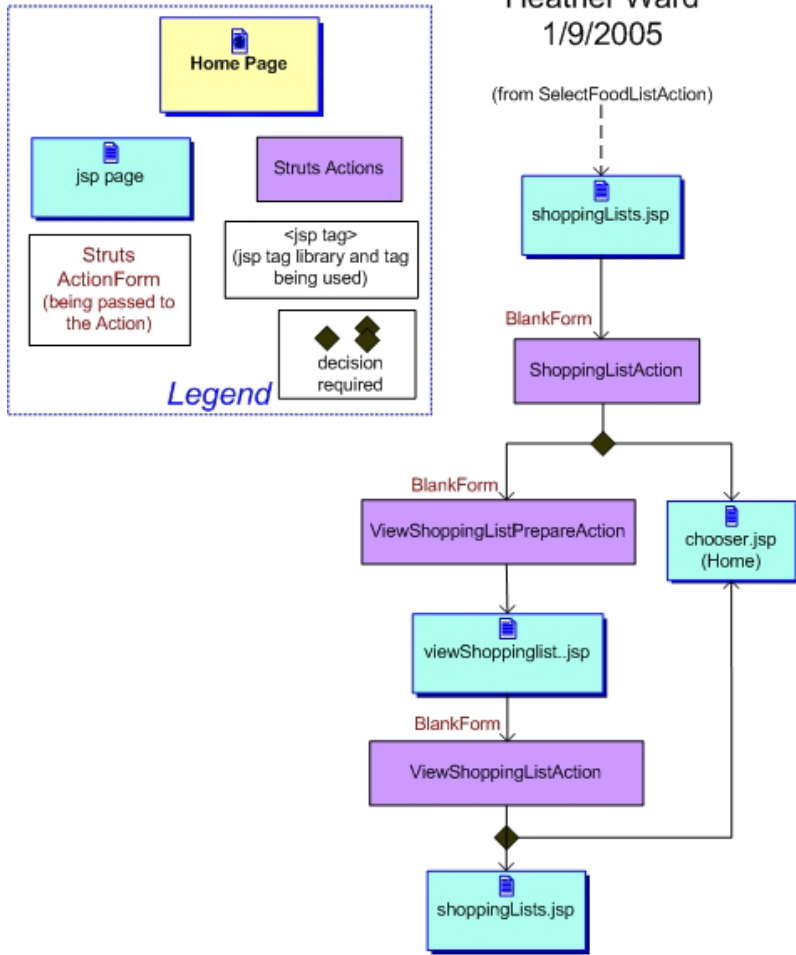 Heather Ward
1/9/2005
Home Page
jsp page
Struts Actions
Struts
ActionForm
(being passed to
the Action)
<jsp tag>
(jsp tag library and tag
being used)
decision
required
Legend
(from SelectFoodListAction)
shoppingLists.jsp
BlankForm
ShoppingListAction
BlankForm
ViewShoppingListPrepareAction
chooser.jsp
(Home)
viewShoppinglist..jsp
BlankForm
ViewShoppingListAction
shoppingLists.jsp